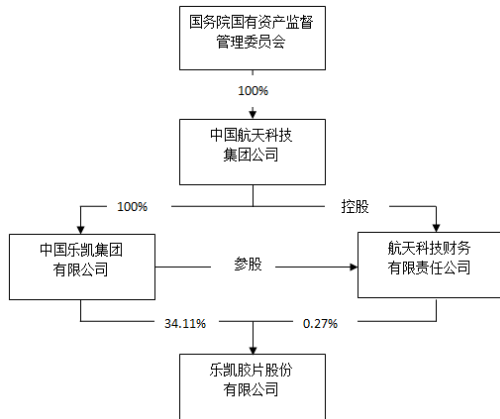 国务院国有资产监督
管理委员会
100%
中国航天科技
集团公司
100%
控股
中国乐凯集团
有限公司
参股
航天科技财务
有限责任公司
34.11%
0.27%
乐凯胶片股份
有限公司